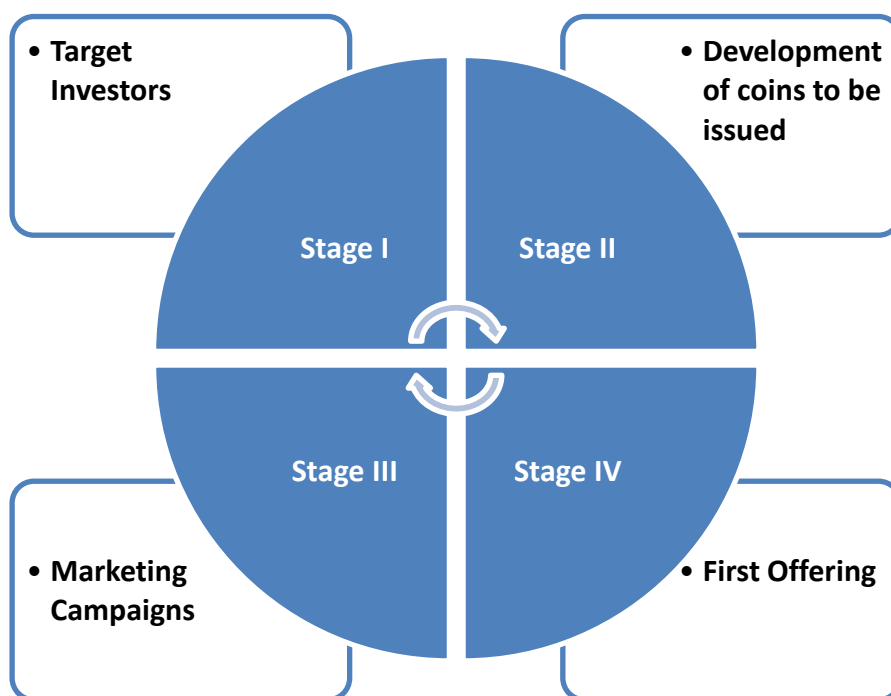 • Target
Investors
• Development
of coins to be
issued
Stage I
Stage II
Stage III
Stage IV
• Marketing
Campaigns
• First Offering